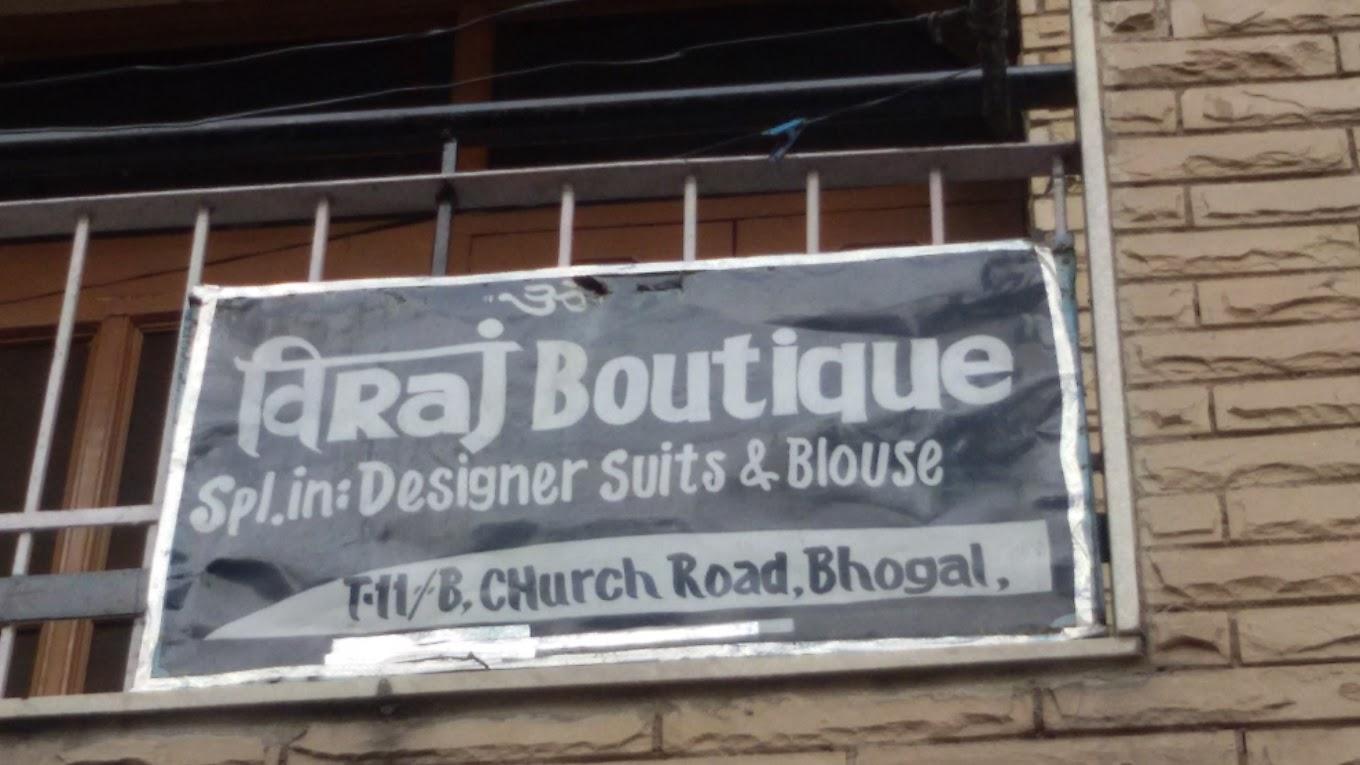 ॐ
विRaj Boutique
Spl.in: Designer Suits & Blouse
T-11/B, CHurch Road, Bhogal,